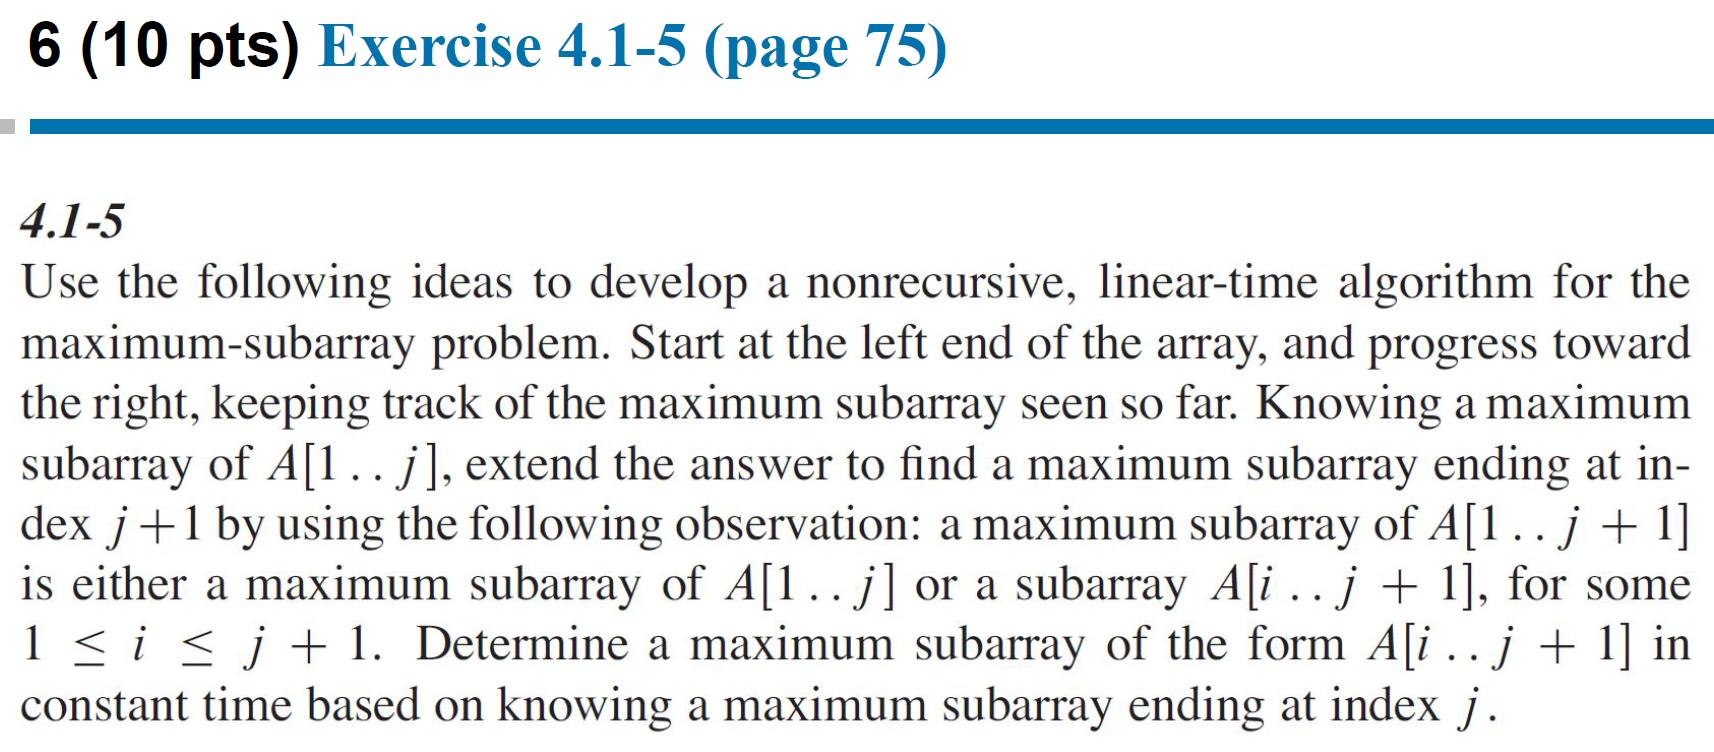 6 (10 pts) Exercise 4.1-5 (page 75)
4.1-5
Use the following ideas to develop a nonrecursive, linear-time algorithm for the
maximum-subarray problem. Start at the left end of the array, and progress toward
the right, keeping track of the maximum subarray seen so far. Knowing a maximum
subarray of A[1 . . j], extend the answer to find a maximum subarray ending at in-
dex j +1 by using the following observation: a maximum subarray of A[1 . . j + 1]
is either a maximum subarray of A[1 . . j] or a subarray A[i . . j + 1], for some
1 ≤ i ≤ j + 1. Determine a maximum subarray of the form A[i . . j + 1] in
constant time based on knowing a maximum subarray ending at index j.